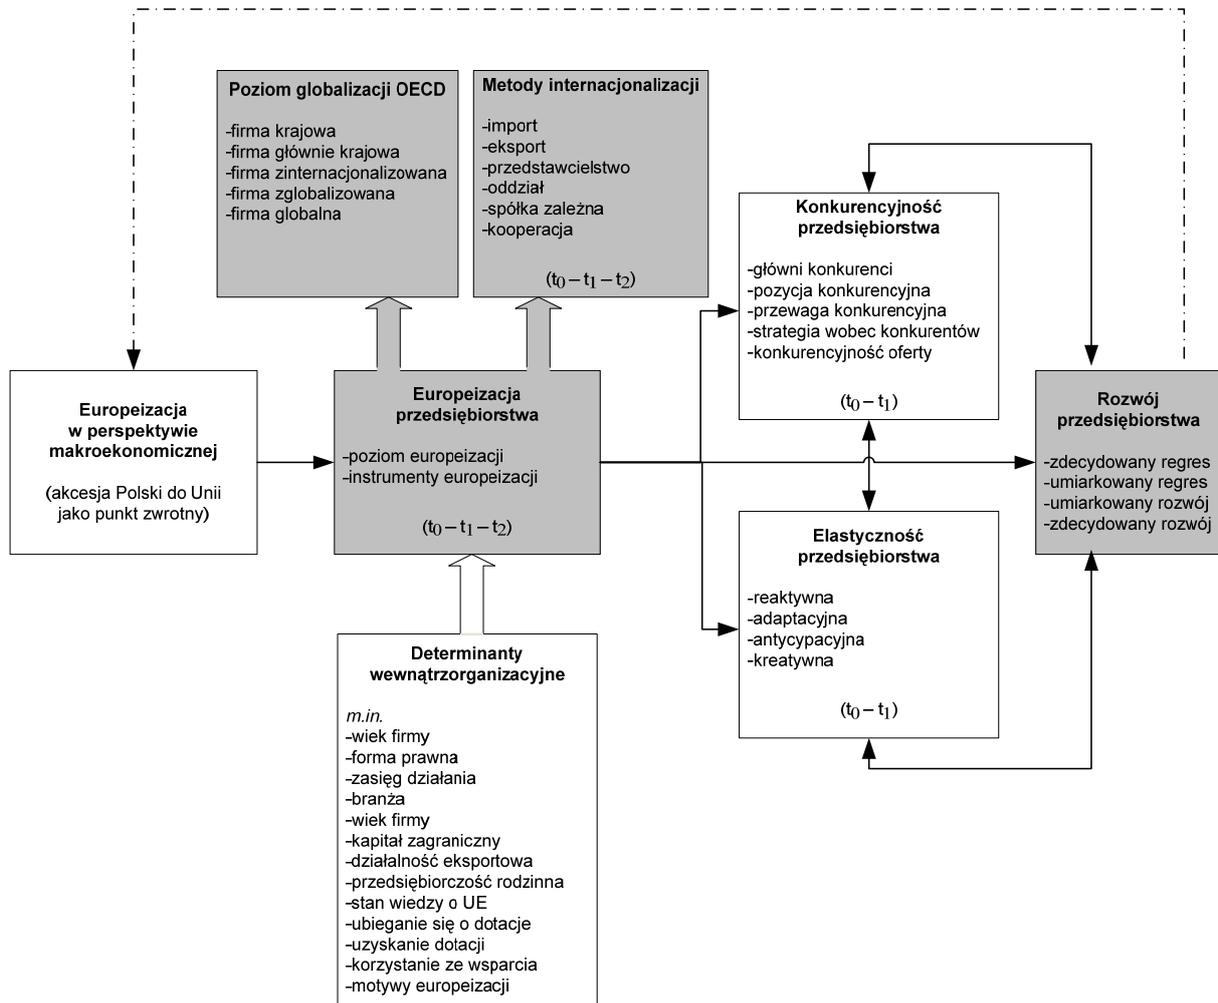 Poziom globalizacji OECD
-firma krajowa
-firma głównie krajowa
-firma zinternacjonalizowana
-firma zglobalizowana
-firma globalna
Metody internacjonalizacji
-import
-eksport
-przedstawcielstwo
-oddział
-spółka zależna
-kooperacja
(t0 – t1 – t2)
Konkurencyjność
przedsiębiorstwa
-główni konkurenci
-pozycja konkurencyjna
-przewaga konkurencyjna
-strategia wobec konkurentów
-konkurencyjność oferty
(t0 – t1)
Europeizacja
w perspektywie
makroekonomicznej
(akcesja Polski do Unii
jako punkt zwrotny)
Europeizacja
przedsiębiorstwa
-poziom europeizacji
-instrumenty europeizacji
(t0 – t1 – t2)
Rozwój
przedsiębiorstwa
-zdecydowany regres
-umiarkowany regres
-umiarkowany rozwój
-zdecydowany rozwój
Elastyczność
przedsiębiorstwa
-reaktywna
-adaptacyjna
-antycypacyjna
-kreatywna
(t0 – t1)
Determinanty
wewnątrzorganizacyjne
m.in.
-wiek firmy
-forma prawna
-zasięg działania
-branża
-wiek firmy
-kapitał zagraniczny
-działalność eksportowa
-przedsiębiorczość rodzinna
-stan wiedzy o UE
-ubieganie się o dotacje
-uzyskanie dotacji
-korzystanie ze wsparcia
-motywy europeizacji